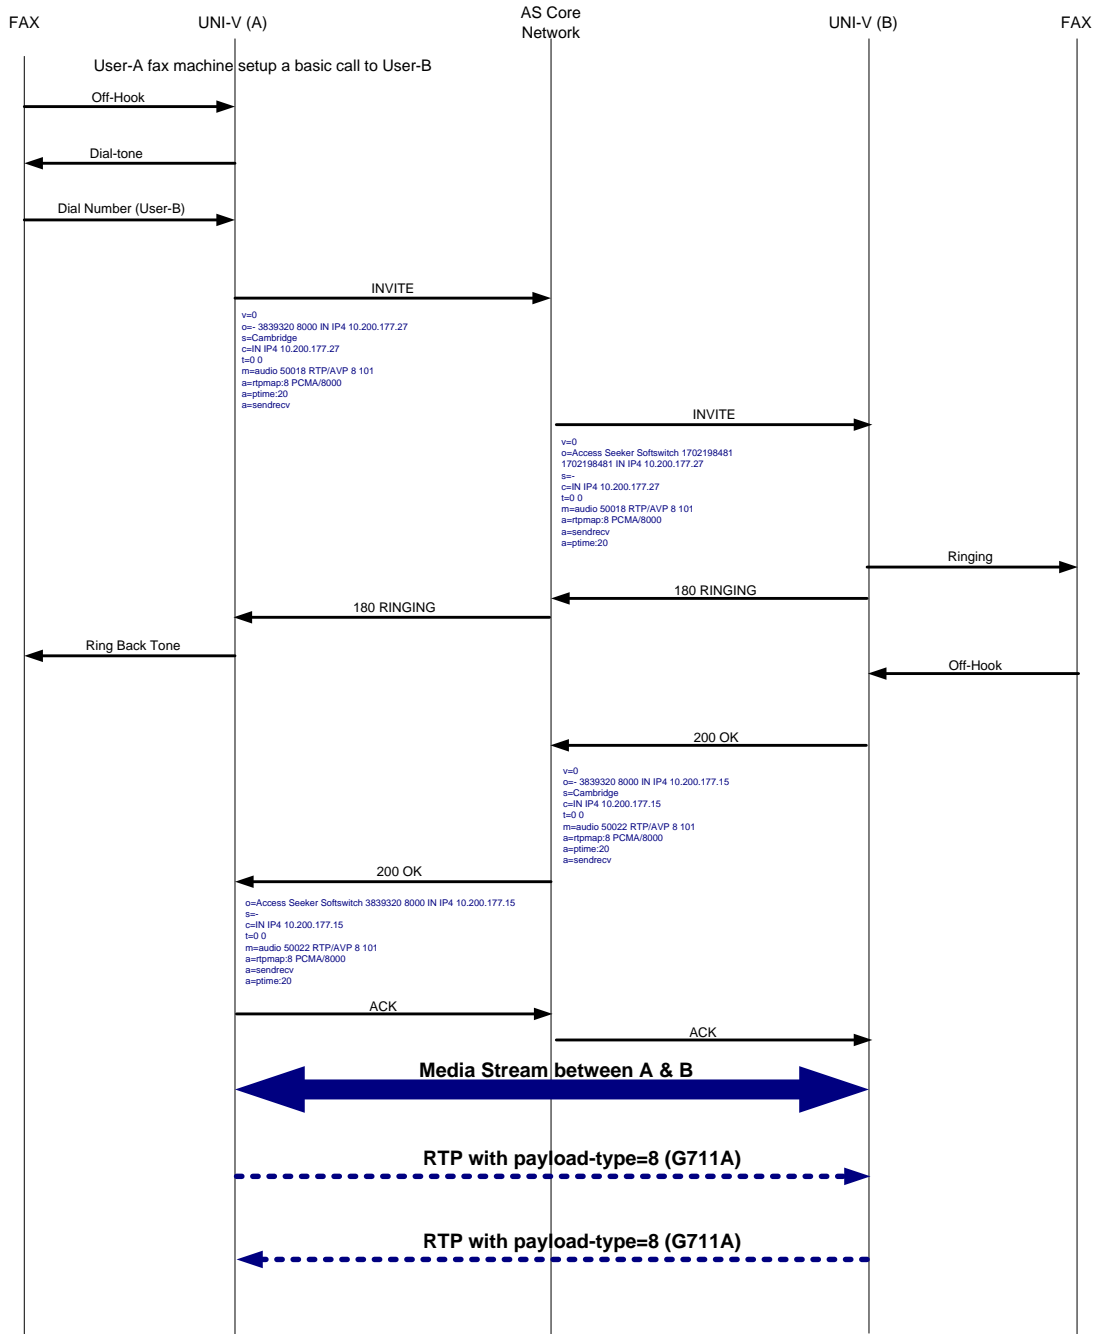 FAX
UNI-V (A)
AS Core
Network
UNI-V (B)
FAX
User-A fax machine setup a basic call to User-B
Off-Hook
Dial-tone
Dial Number (User-B)
INVITE
v=0
o=- 3839320 8000 IN IP4 10.200.177.27
s=Cambridge
c=IN IP4 10.200.177.27
t=0 0
m=audio 50018 RTP/AVP 8 101
a=rtpmap:8 PCMA/8000
a=ptime:20
a=sendrecv
INVITE
v=0
o=Access Seeker Softswitch 1702198481
1702198481 IN IP4 10.200.177.27
s=-
c=IN IP4 10.200.177.27
t=0 0
m=audio 50018 RTP/AVP 8 101
a=rtpmap:8 PCMA/8000
a=sendrecv
a=ptime:20
Ringing
180 RINGING
180 RINGING
Ring Back Tone
Off-Hook
200 OK
v=0
o=- 3839320 8000 IN IP4 10.200.177.15
s=Cambridge
c=IN IP4 10.200.177.15
t=0 0
m=audio 50022 RTP/AVP 8 101
a=rtpmap:8 PCMA/8000
a=ptime:20
a=sendrecv
200 OK
o=Access Seeker Softswitch 3839320 8000 IN IP4 10.200.177.15
s=-
c=IN IP4 10.200.177.15
t=0 0
m=audio 50022 RTP/AVP 8 101
a=rtpmap:8 PCMA/8000
a=sendrecv
a=ptime:20
ACK
ACK
Media Stream between A & B
RTP with payload-type=8 (G711A)
RTP with payload-type=8 (G711A)